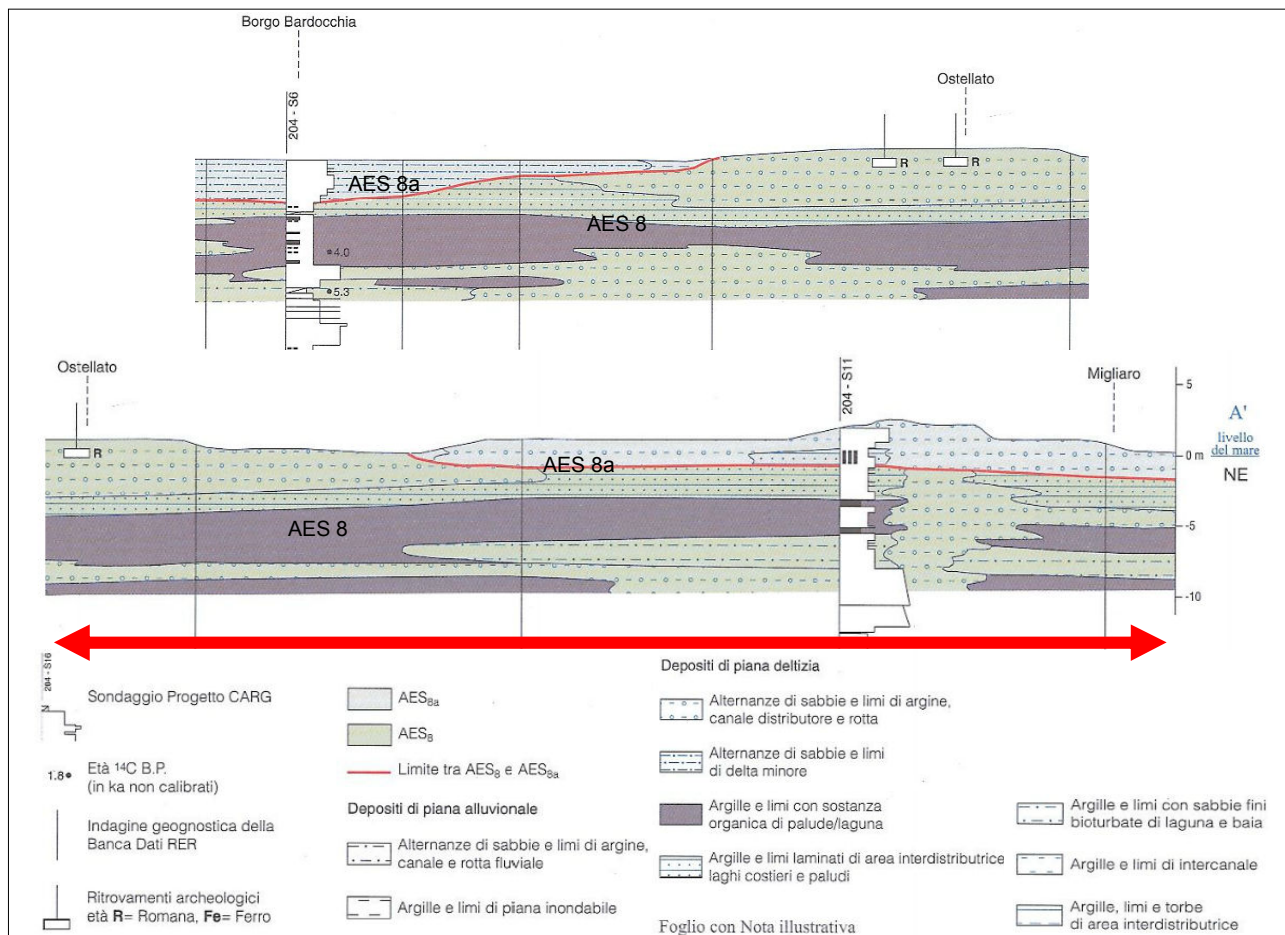 Borgo Bardocchia
Ostellato
204 - S6
R
R
AES 8a
AES 8
4.0
5.3
Ostellato
204 - S11
Migliaro
5
A'
livello
del mare
0 m
NE
R
AES 8a
AES 8
-5
-10
204 - S16
N
Sondaggio Progetto CARG
1.8
Età 14C B.P.
(in ka non calibrati)
Indagine geognostica della
Banca Dati RER
Ritrovamenti archeologici
età R= Romana, Fe= Ferro
AES8a
AES8
Limite tra AES8 e AES8a
Depositi di piana alluvionale
Alternanze di sabbie e limi di argine,
canale e rotta fluviale
Argille e limi di piana inondabile
Depositi di piana deltizia
Alternanze di sabbie e limi di argine,
canale distributore e rotta
Alternanze di sabbie e limi
di delta minore
Argille e limi con sostanza
organica di palude/laguna
Argille e limi laminati di area interdistributrice
laghi costieri e paludi
Foglio con Nota illustrativa
Argille e limi con sabbie fini
bioturbate di laguna e baia
Argille e limi di intercanale
Argille, limi e torbe
di area interdistributrice